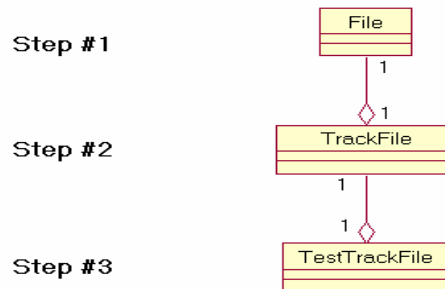 File
Step #1
1
1
TrackFile
Step #2
1
1
TestTrackFile
Step #3